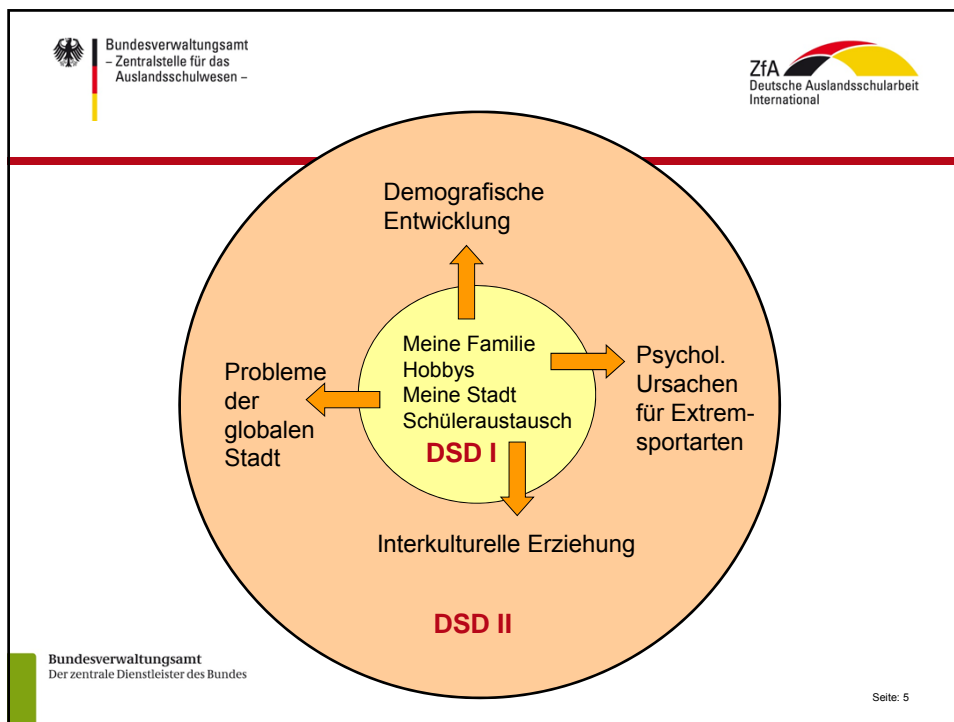 Bundesverwaltungsamt
– Zentralstelle für das
Auslandsschulwesen –
ZfA
Deutsche Auslandsschularbeit
International
Demografische
Entwicklung
Meine Familie
Hobbys
Meine Stadt
Schüleraustausch
DSD I
Probleme
der
globalen
Stadt
Psychol.
Ursachen
für Extrem-
sportarten
Interkulturelle Erziehung
DSD II
Bundesverwaltungsamt
Der zentrale Dienstleister des Bundes
Seite: 5